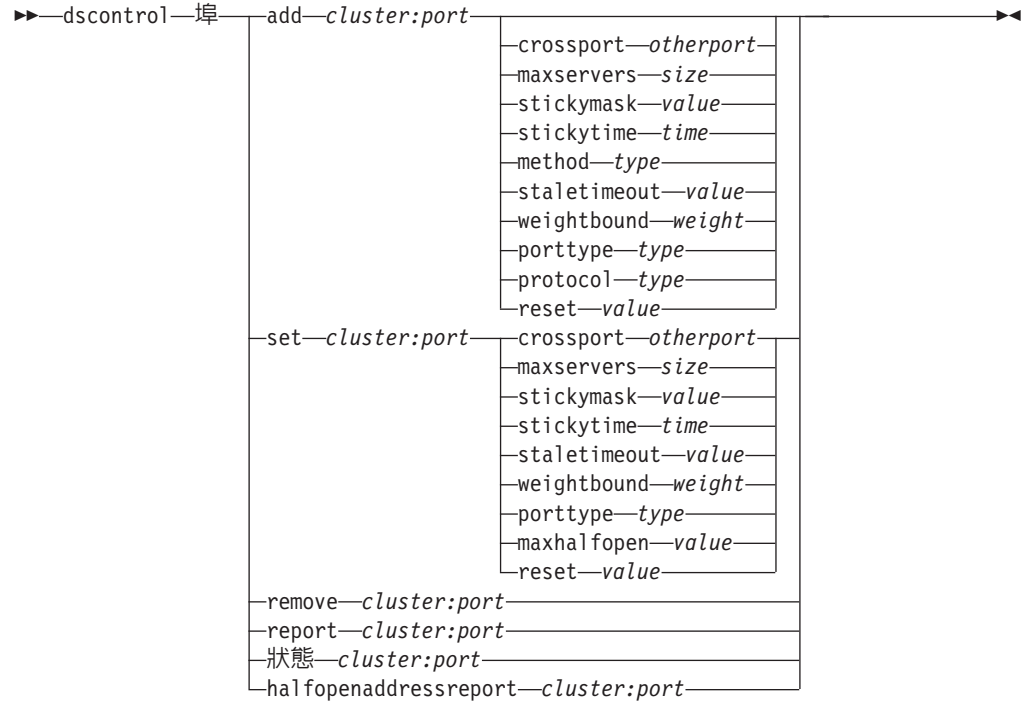 dscontrol 埠 add cluster:port
crossport otherport
maxservers size
stickymask value
stickytime time
method type
staletimeout value
weightbound weight
porttype type
protocol type
reset value
set cluster:port crossport otherport
maxservers size
stickymask value
stickytime time
staletimeout value
weightbound weight
porttype type
maxhalfopen value
reset value
remove cluster:port
report cluster:port
狀態 cluster:port
halfopenaddressreport cluster:port